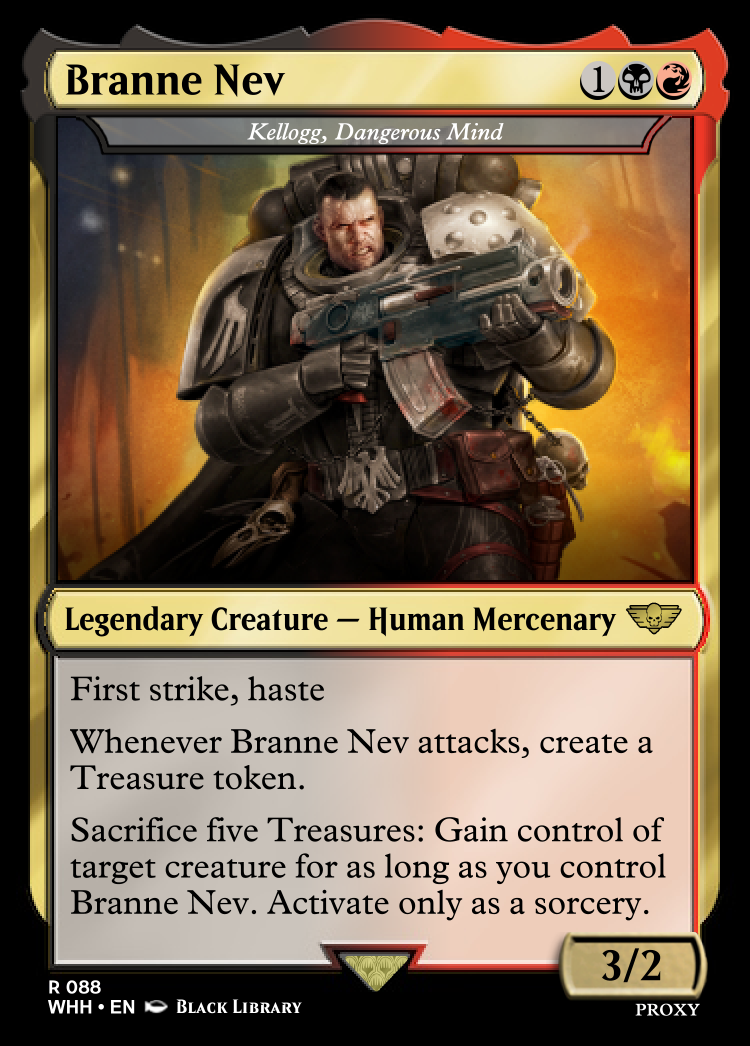 Branne Nev 1
Kellogg, Dangerous Mind
Legendary Creature — Human Mercenary
First strike, haste
Whenever Branne Nev attacks, create a
Treasure token.
Sacrifice five Treasures: Gain control of
target creature for as long as you control
Branne Nev. Activate only as a sorcery.
3/2
R 088
WHH • EN Black Library
PROXY